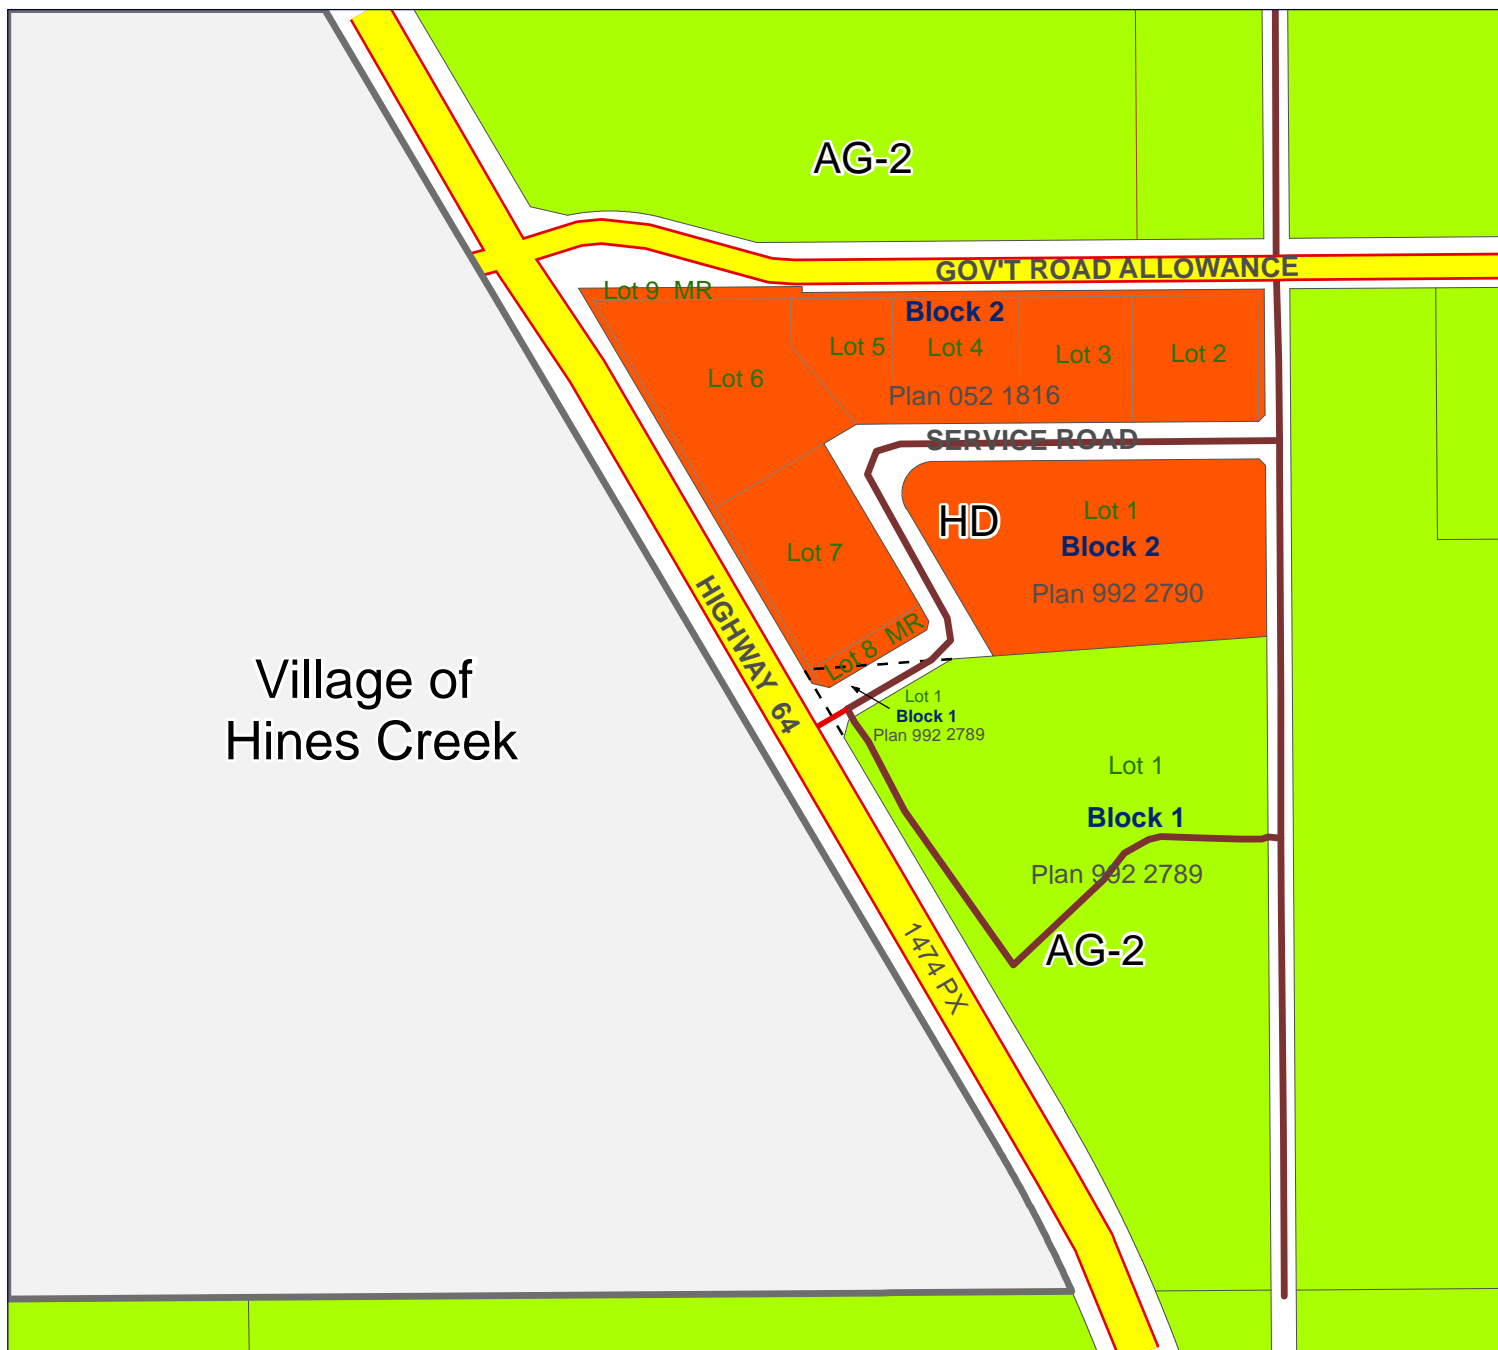 AG-2
GOV'T ROAD ALLOWANCE
Lot 9 MR
Block 2
Lot 5
Lot 4
Lot 3
Lot 2
Lot 6
Plan 052 1816
SERVICE ROAD
HD
Lot 1
Block 2
Plan 992 2790
Lot 7
HIGHWAY 64
Lot 8 MR
Village of
Hines Creek
Lot 1
Block 1
Plan 992 2789
Lot 1
Block 1
Plan 992 2789
AG-2
1474 PX